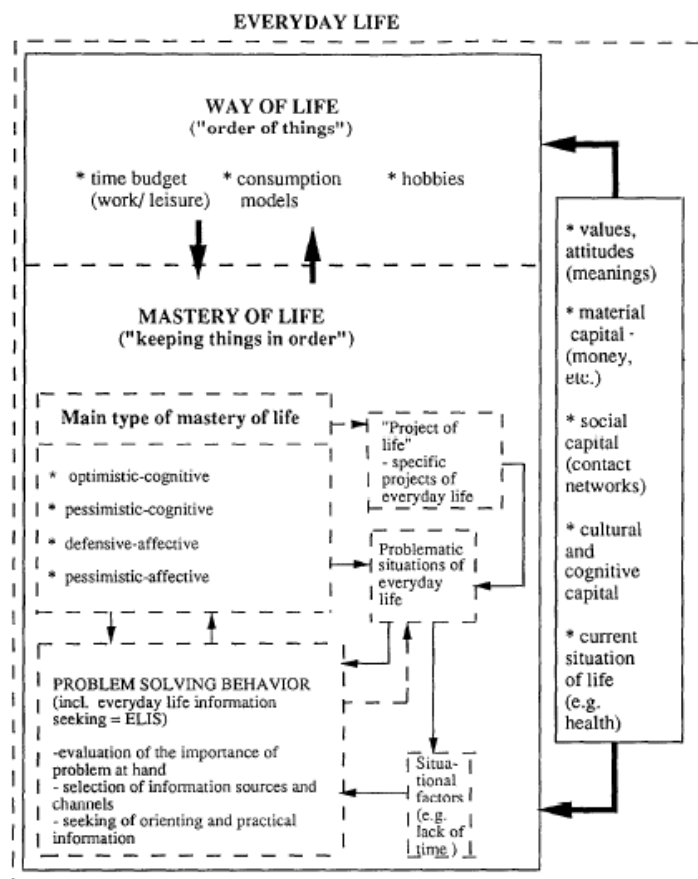 EVERYDAY LIFE
WAY OF LIFE
("order of things")
* time budget
(work/ leisure)
* consumption
models
* hobbies
MASTERY OF LIFE
("keeping things in order")
Main type of mastery of life
* optimistic-cognitive
* pessimistic-cognitive
* defensive-affective
* pessimistic-affective
"Project of
life"
- specific
projects of
everyday life
Problematic
situations of
everyday
life
PROBLEM SOLVING BEHAVIOR
(incl. everyday life information
seeking = ELIS)
-evaluation of the importance of
problem at hand
- selection of information sources and
channels
- seeking of orienting and practical
information
Situa-
tional
factors
(e.g.
lack of
time )
* values,
attitudes
(meanings)
* material
capital -
(money,
etc.)
* social
capital
(contact
networks)
* cultural
and
cognitive
capital
* current
situation
of life
(e.g.
health)